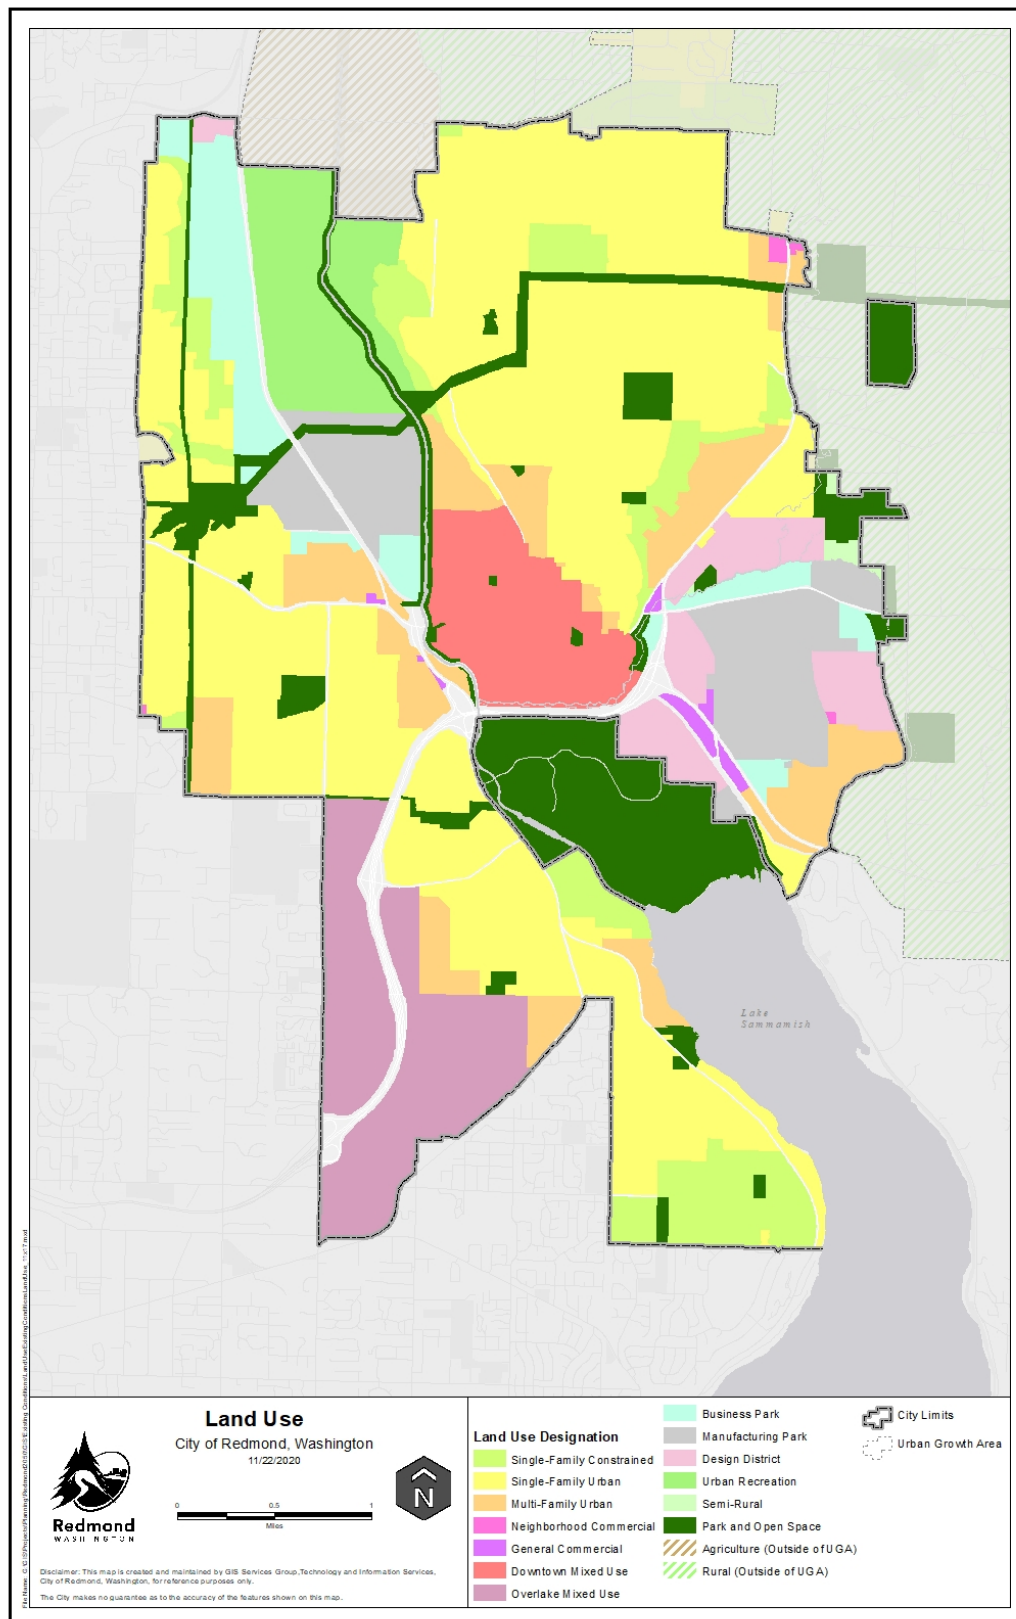 Lake
Sammamish
Land Use
City of Redmond, Washington
11/22/2020
0 0.5 1
Miles
N
Redmond
WASHINGTON
Disclaimer: This map is created and maintained by GIS Services Group, Technology and Information Services,
City of Redmond, Washington, for reference purposes only.
The City makes no guarantee as to the accuracy of the features shown on this map.
Land Use Designation
Single-Family Constrained
Single-Family Urban
Multi-Family Urban
Neighborhood Commercial
General Commercial
Downtown Mixed Use
Overlake Mixed Use
Business Park
Manufacturing Park
Design District
Urban Recreation
Semi-Rural
Park and Open Space
Agriculture (Outside of UGA)
Rural (Outside of UGA)
City Limits
Urban Growth Area